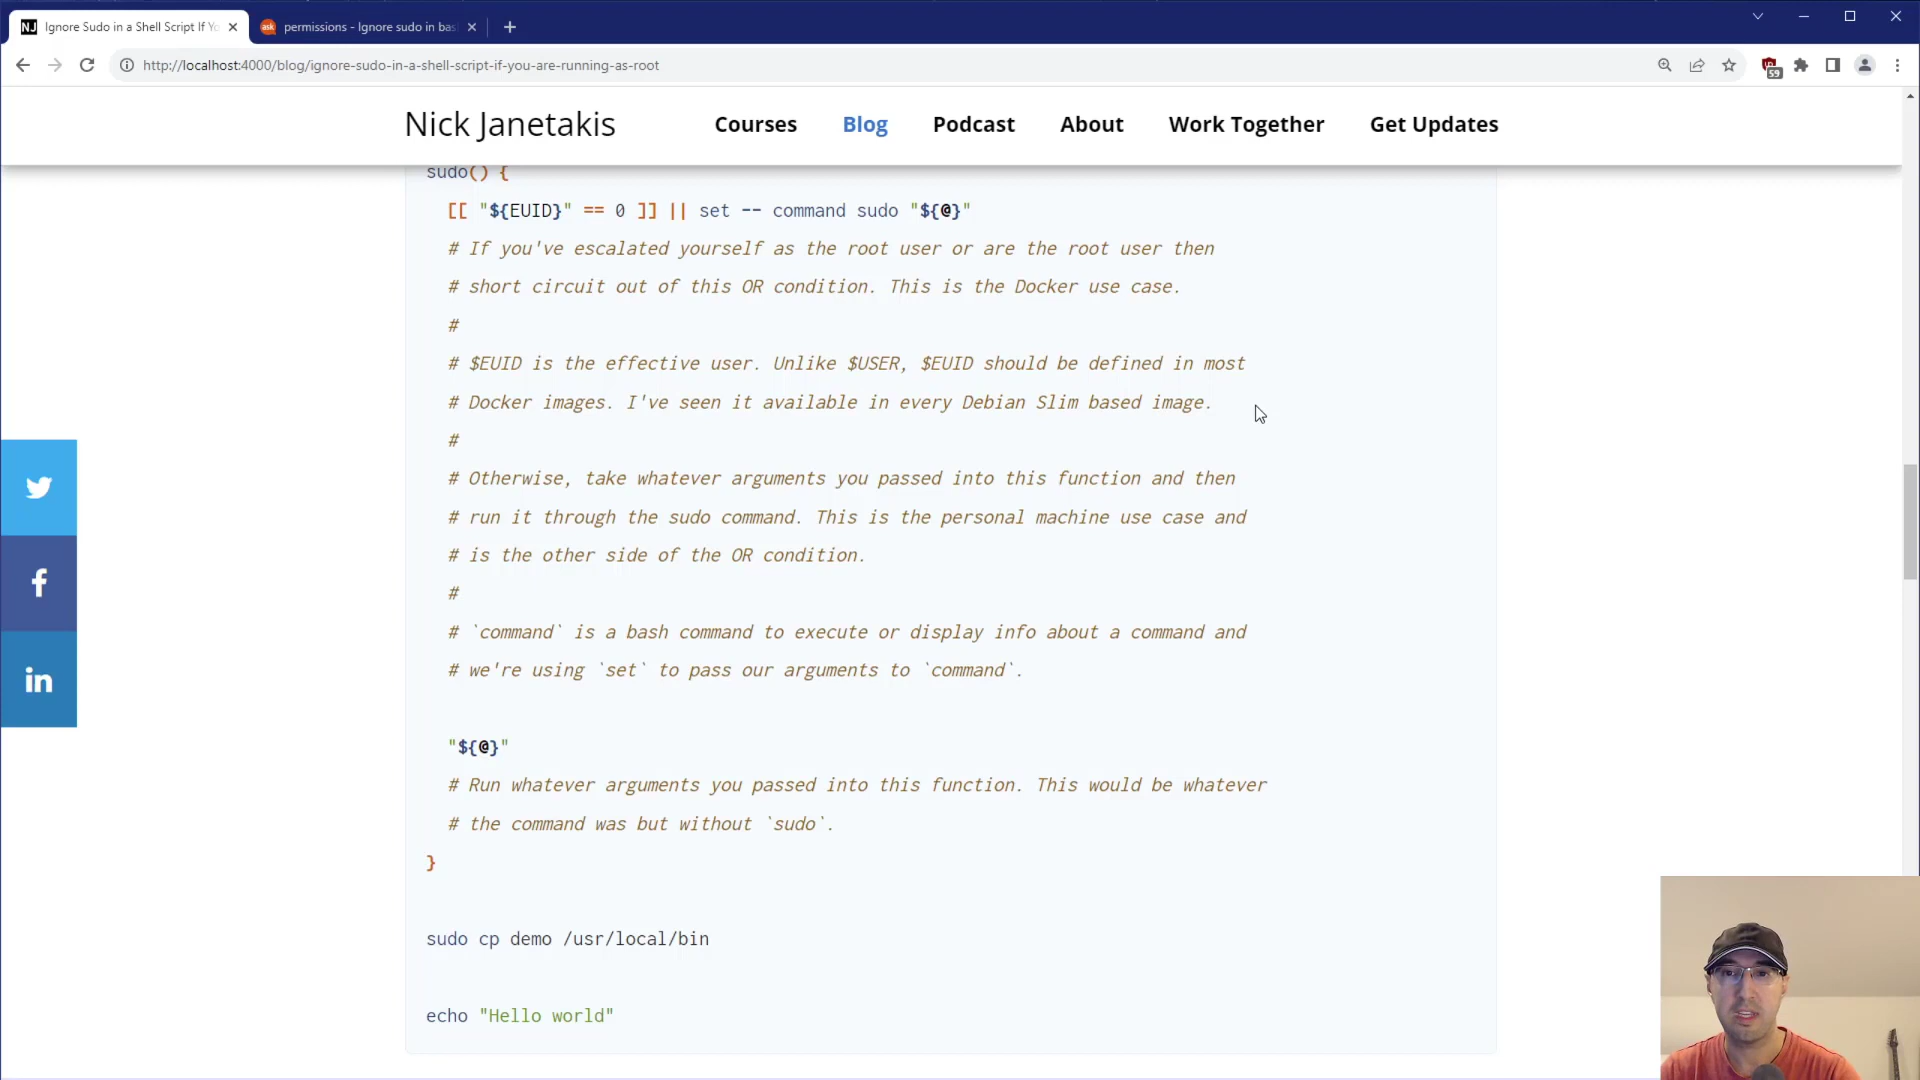 NJ Ignore Sudo in a Shell Script If Yo
ask permissions - Ignore sudo in bas
http://localhost:4000/blog/ignore-sudo-in-a-shell-script-if-you-are-running-as-root
59
Nick Janetakis Courses Blog Podcast About Work Together Get Updates
sudo() {
[[ "${EUID}" == 0 ]] || set -- command sudo "${@}"
# If you've escalated yourself as the root user or are the root user then
# short circuit out of this OR condition. This is the Docker use case.
#
# $EUID is the effective user. Unlike $USER, $EUID should be defined in most
# Docker images. I've seen it available in every Debian Slim based image.
#
# Otherwise, take whatever arguments you passed into this function and then
# run it through the sudo command. This is the personal machine use case and
# is the other side of the OR condition.
#
# `command` is a bash command to execute or display info about a command and
# we're using `set` to pass our arguments to `command`.
"${@}"
# Run whatever arguments you passed into this function. This would be whatever
# the command was but without `sudo`.
}
sudo cp demo /usr/local/bin
echo "Hello world"